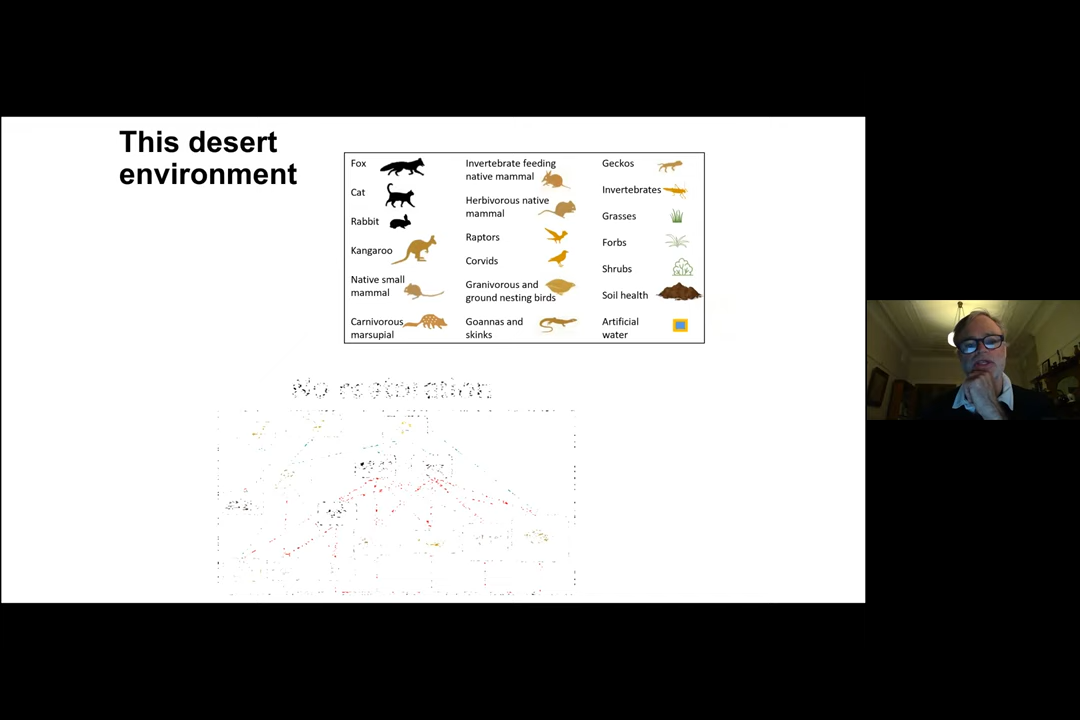 This desert
environment
Fox
Cat
Rabbit
Kangaroo
Native small
mammal
Carnivorous
marsupial
Invertebrate feeding
native mammal
Herbivorous native
mammal
Raptors
Corvids
Granivorous and
ground nesting birds
Goannas and
skinks
Geckos
Invertebrates
Grasses
Forbs
Shrubs
Soil health
Artificial
water
No restoration